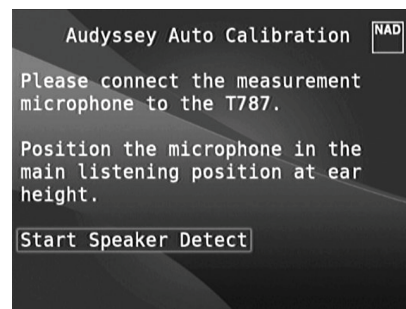 Audyssey Auto Calibration
NAD
Please connect the measurement
microphone to the T787.
Position the microphone in the
main listening position at ear
height.
Start Speaker Detect